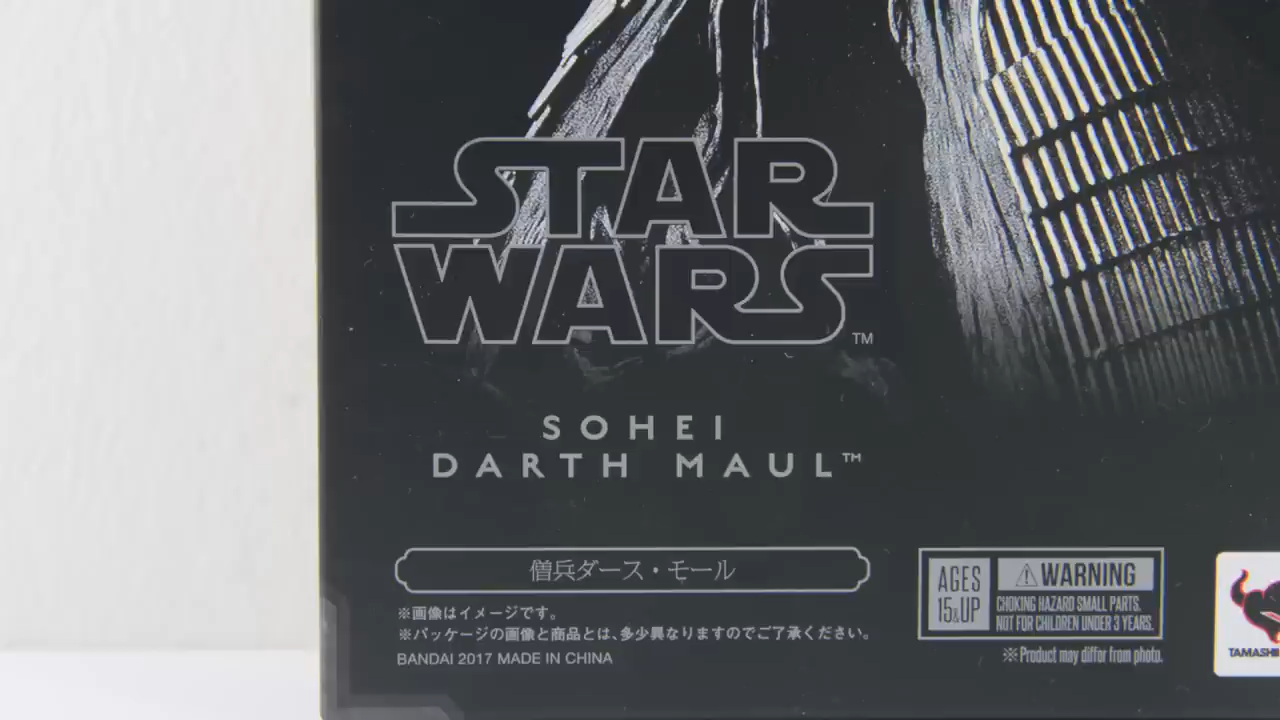 STAR
WARS
TM
SOHEI
DARTH MAUL™
僧兵ダース・モール
※画像はイメージです。
※パッケージの画像と商品とは、多少異なりますのでご了承ください。
BANDAI 2017 MADE IN CHINA
AGES
15&UP
⚠WARNING
CHOKING HAZARD SMALL PARTS.
NOT FOR CHILDREN UNDER 3 YEARS.
※Product may differ from photo.
TAMASHII